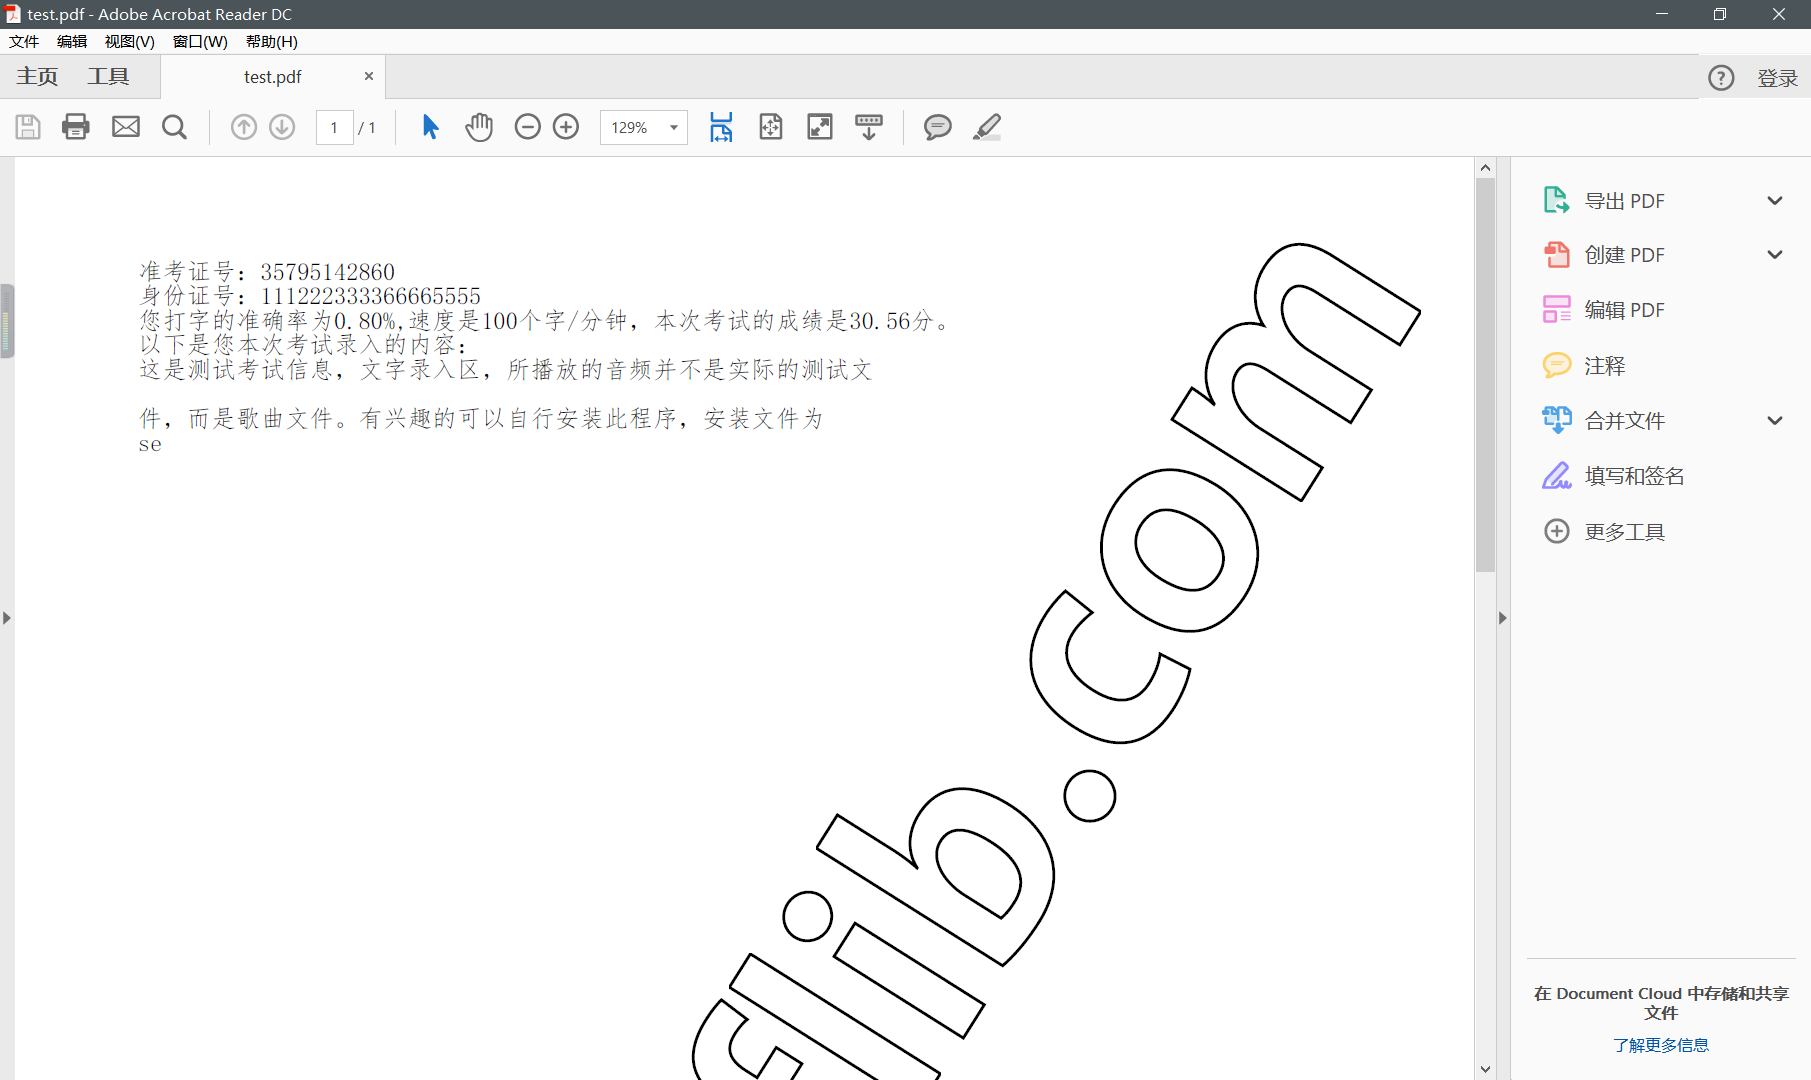 test.pdf - Adobe Acrobat Reader DC
文件 编辑 视图(V) 窗口(W) 帮助(H)
主页 工具 test.pdf 登录
1 / 1 129%
准考证号：35795142860
身份证号：111222333366665555
您打字的准确率为0.80%,速度是100个字/分钟，本次考试的成绩是30.56分。
以下是您本次考试录入的内容：
这是测试考试信息，文字录入区，所播放的音频并不是实际的测试文
件，而是歌曲文件。有兴趣的可以自行安装此程序，安装文件为
se
flib.com
导出 PDF
创建 PDF
编辑 PDF
注释
合并文件
填写和签名
更多工具
在 Document Cloud 中存储和共享
文件
了解更多信息